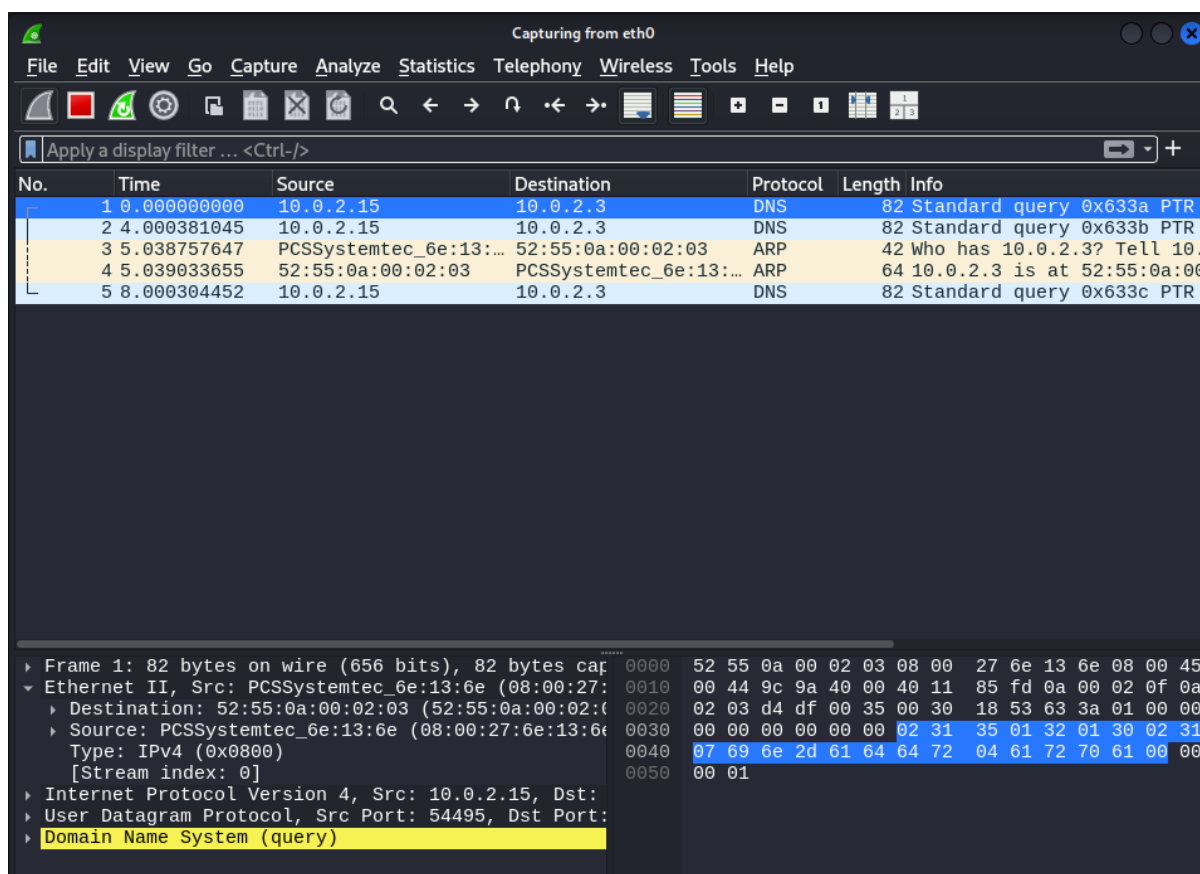 Capturing from eth0
File Edit View Go Capture Analyze Statistics Telephony Wireless Tools Help
Apply a display filter … <Ctrl-/>
No. Time Source Destination Protocol Length Info
1 0.000000000 10.0.2.15 10.0.2.3 DNS 82 Standard query 0x633a PTR
2 4.000381045 10.0.2.15 10.0.2.3 DNS 82 Standard query 0x633b PTR
3 5.038757647 PCSSystemtec_6e:13:… 52:55:0a:00:02:03 ARP 42 Who has 10.0.2.3? Tell 10.
4 5.039033655 52:55:0a:00:02:03 PCSSystemtec_6e:13:… ARP 64 10.0.2.3 is at 52:55:0a:00
5 8.000304452 10.0.2.15 10.0.2.3 DNS 82 Standard query 0x633c PTR
Frame 1: 82 bytes on wire (656 bits), 82 bytes cap
Ethernet II, Src: PCSSystemtec_6e:13:6e (08:00:27:
Destination: 52:55:0a:00:02:03 (52:55:0a:00:02:0
Source: PCSSystemtec_6e:13:6e (08:00:27:6e:13:6e
Type: IPv4 (0x0800)
[Stream index: 0]
Internet Protocol Version 4, Src: 10.0.2.15, Dst:
User Datagram Protocol, Src Port: 54495, Dst Port:
Domain Name System (query)
0000 52 55 0a 00 02 03 08 00 27 6e 13 6e 08 00 45
0010 00 44 9c 9a 40 00 40 11 85 fd 0a 00 02 0f 0a
0020 02 03 d4 df 00 35 00 30 18 53 63 3a 01 00 00
0030 00 00 00 00 00 00 02 31 35 01 32 01 30 02 31
0040 07 69 6e 2d 61 64 64 72 04 61 72 70 61 00 00
0050 00 01